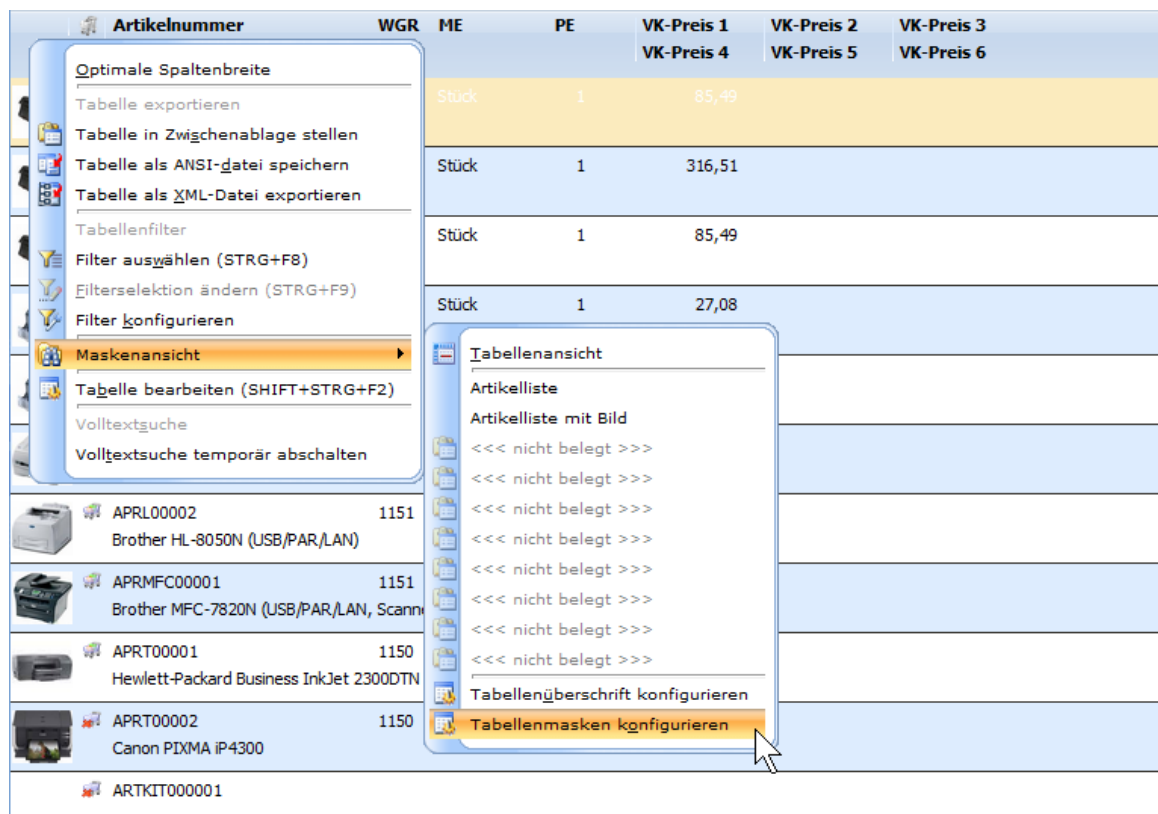 Artikelnummer WGR ME PE VK-Preis 1 VK-Preis 2 VK-Preis 3
VK-Preis 4 VK-Preis 5 VK-Preis 6
Optimale Spaltenbreite
Tabelle exportieren
Stück 1 85,49
Tabelle in Zwischenablage stellen
Tabelle als ANSI-datei speichern
Stück 1 316,51
Tabelle als XML-Datei exportieren
Tabellenfilter
Stück 1 85,49
Filter auswählen (STRG+F8)
Filterselektion ändern (STRG+F9)
Stück 1 27,08
Filter konfigurieren
Maskenansicht
Tabelle bearbeiten (SHIFT+STRG+F2)
Volltextsuche
Volltextsuche temporär abschalten
Tabellenansicht
Artikelliste
Artikelliste mit Bild
<<< nicht belegt >>>
<<< nicht belegt >>>
<<< nicht belegt >>>
<<< nicht belegt >>>
<<< nicht belegt >>>
<<< nicht belegt >>>
<<< nicht belegt >>>
<<< nicht belegt >>>
Tabellenüberschrift konfigurieren
Tabellenmasken konfigurieren
APRL00002 1151
Brother HL-8050N (USB/PAR/LAN)
APRMFC00001 1151
Brother MFC-7820N (USB/PAR/LAN, Scann
APRT00001 1150
Hewlett-Packard Business InkJet 2300DTN
APRT00002 1150
Canon PIXMA iP4300
ARTKIT000001